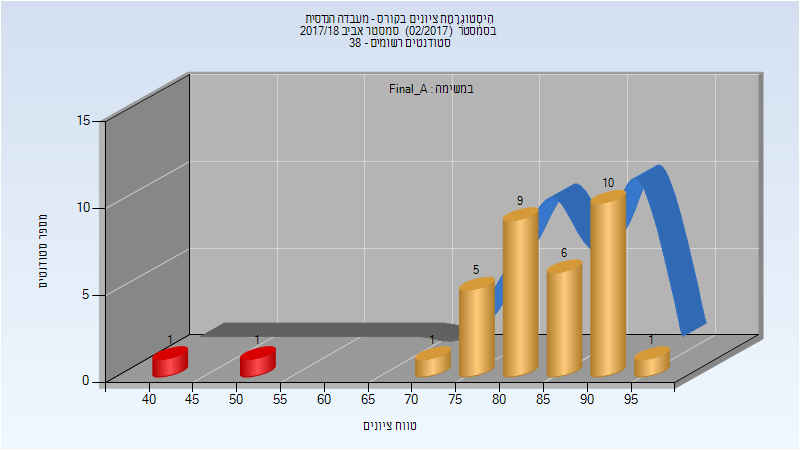 היסטוגרמת ציונים בקורס - מעבדה הנדסית
בסמסטר (02/2017) סמסטר אביב 2017/18
סטודנטים רשומים - 38
במשימה : Final_A
מספר סטודנטים
15
10
5
0
1
1
1
5
9
6
10
1
40 45 50 55 60 65 70 75 80 85 90 95
טווח ציונים